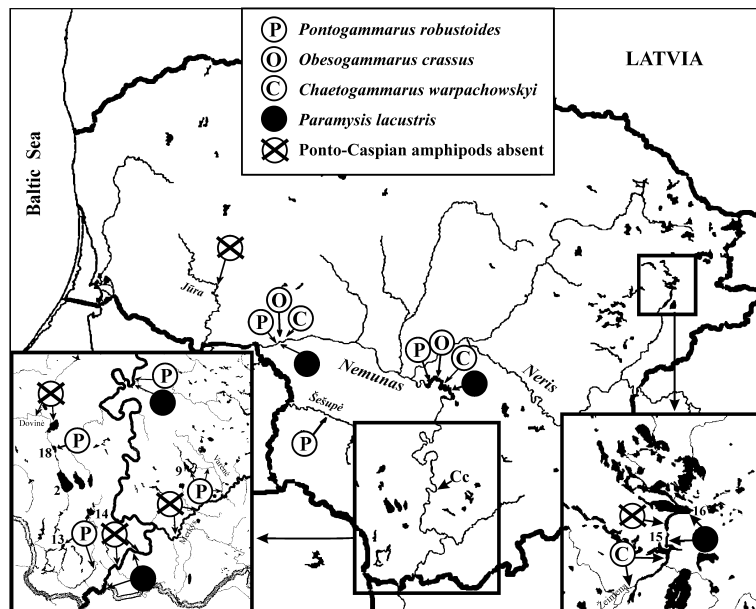 P Pontogammarus robustoides
O Obesogammarus crassus
C Chaetogammarus warpachowskyi
Paramysis lacustris
Ponto-Caspian amphipods absent
LATVIA
Baltic Sea
Jūra
O
P C
Nemunas
P O C
Neris
Šešupė
P
Cc
P
Dovinė
18 P
2
9
P
14
13 P
16
15
C
Žeimena